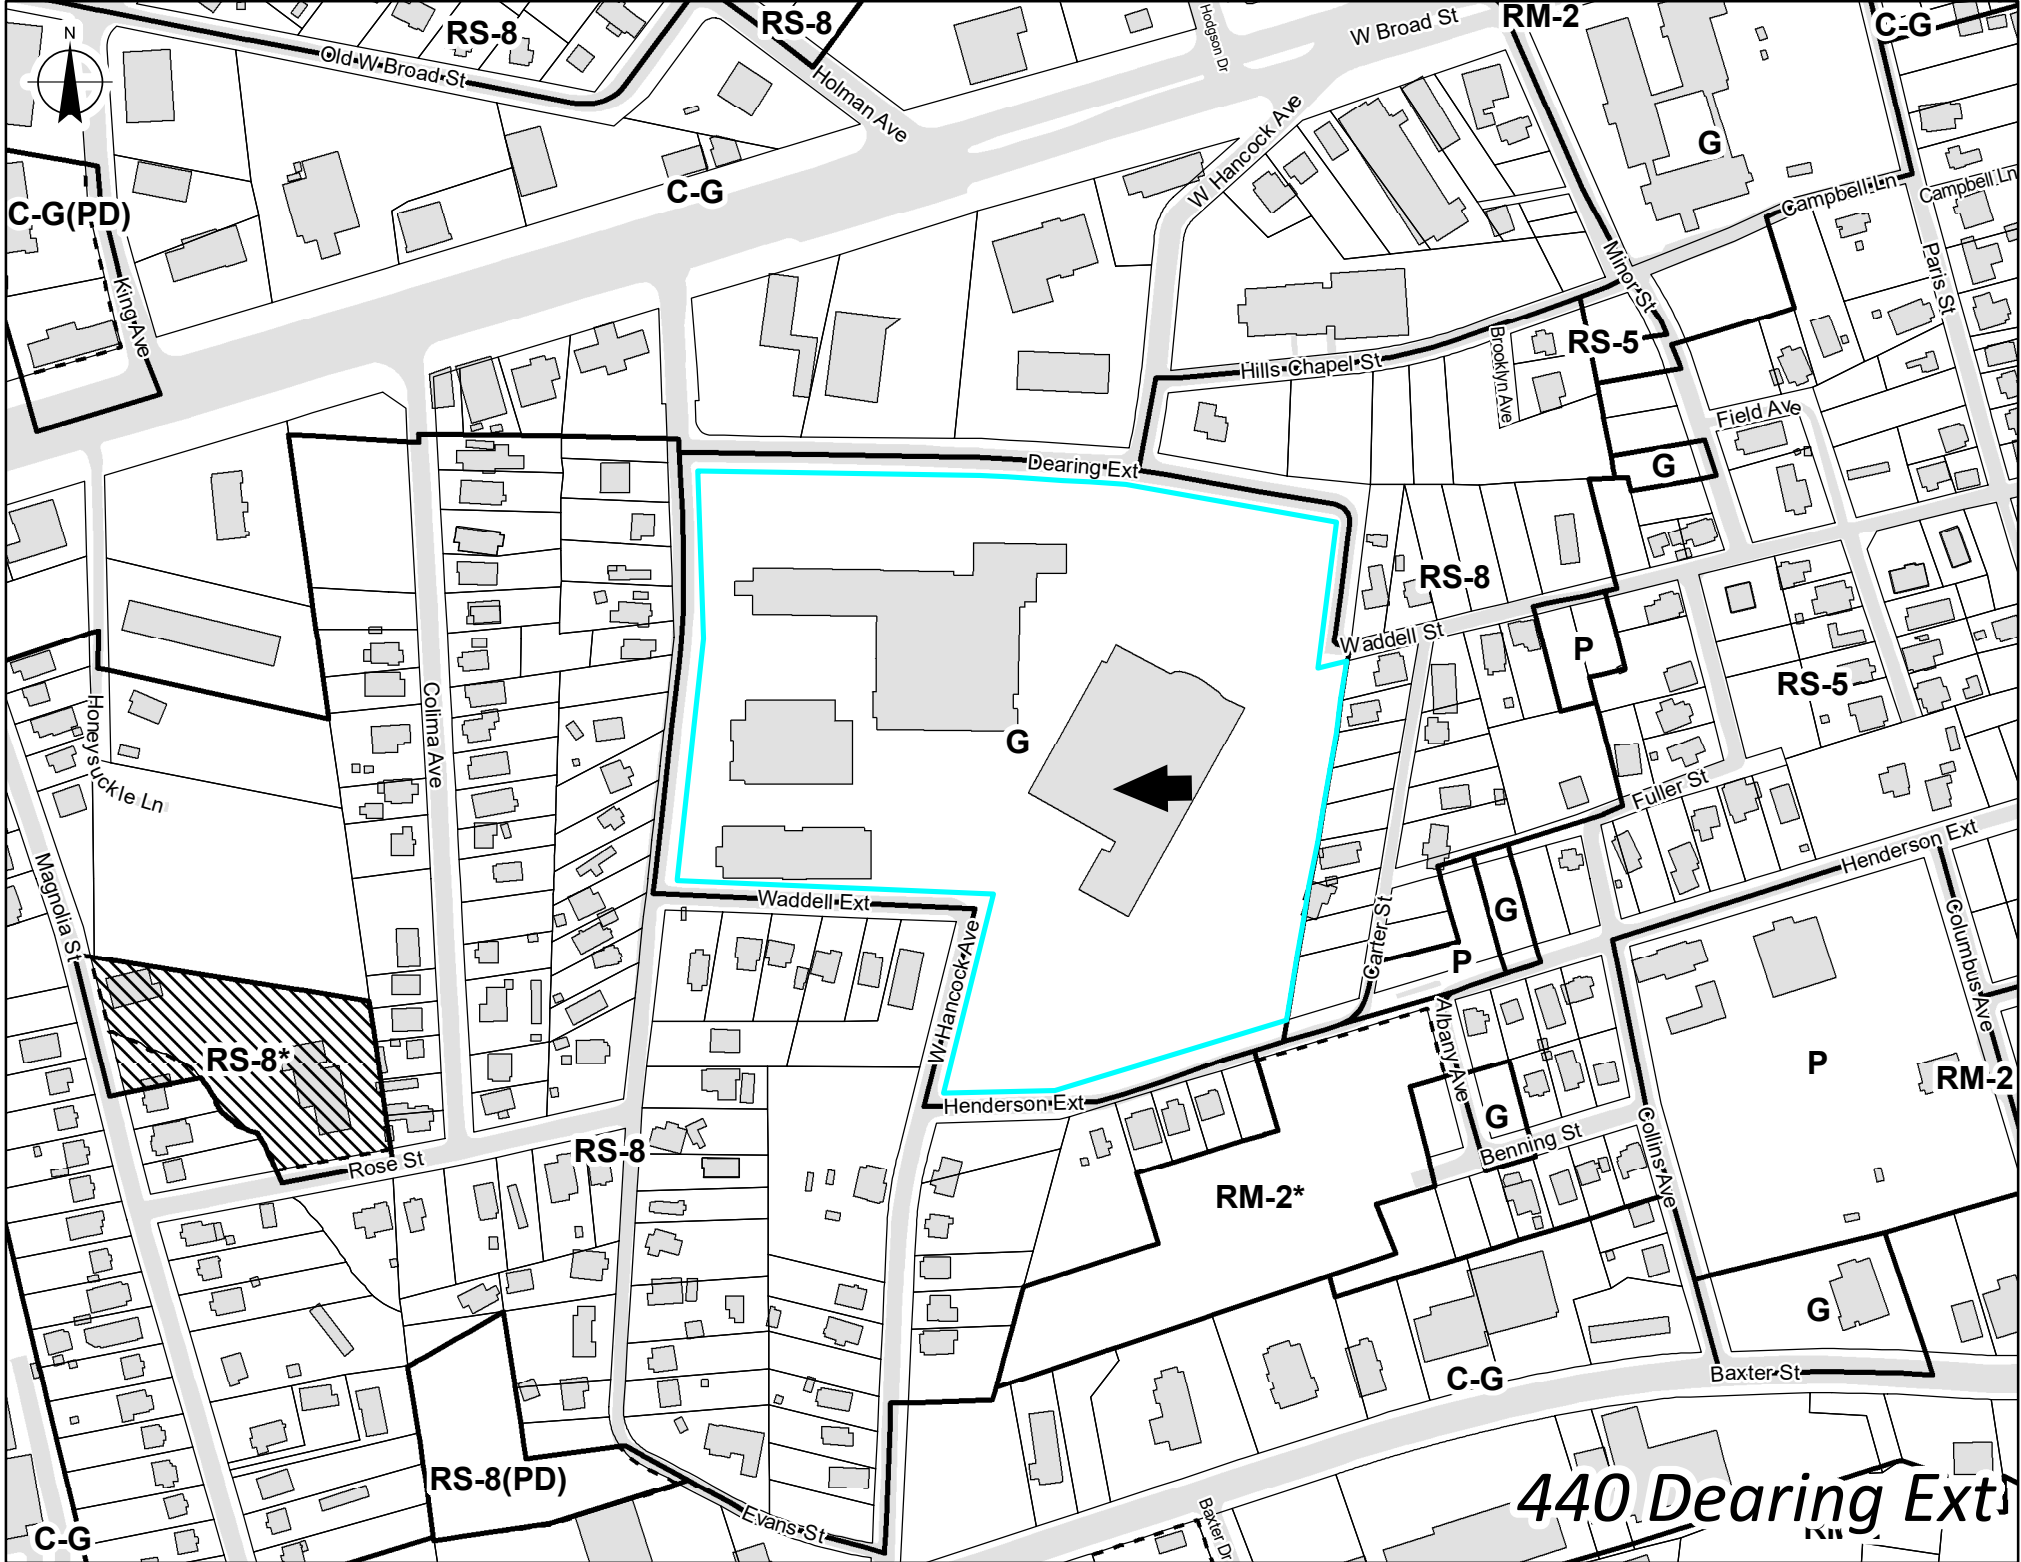 RS-8
RS-8
RM-2
C-G
N
Old W Broad St
Holman Ave
Hodgson Dr
W Broad St
W Hancock Ave
G
C-G
C-G(PD)
King Ave
Campbell Ln
Campbell Ln
Minor St
Paris St
Hills Chapel St
Brooklyn Ave
RS-5
Field Ave
G
Dearing Ext
RS-8
Waddell St
P
RS-5
Colima Ave
Honeysuckle Ln
G
Fuller St
Henderson Ext
Magnolia St
Waddell Ext
W Hancock Ave
Carter St
G
P
Columbus Ave
RS-8*
Albany Ave
P
RM-2
Henderson Ext
G
Benning St
Collins Ave
Rose St
RS-8
RM-2*
G
C-G
Baxter St
RS-8(PD)
Evans St
Baxter Dr
C-G
440 Dearing Ext